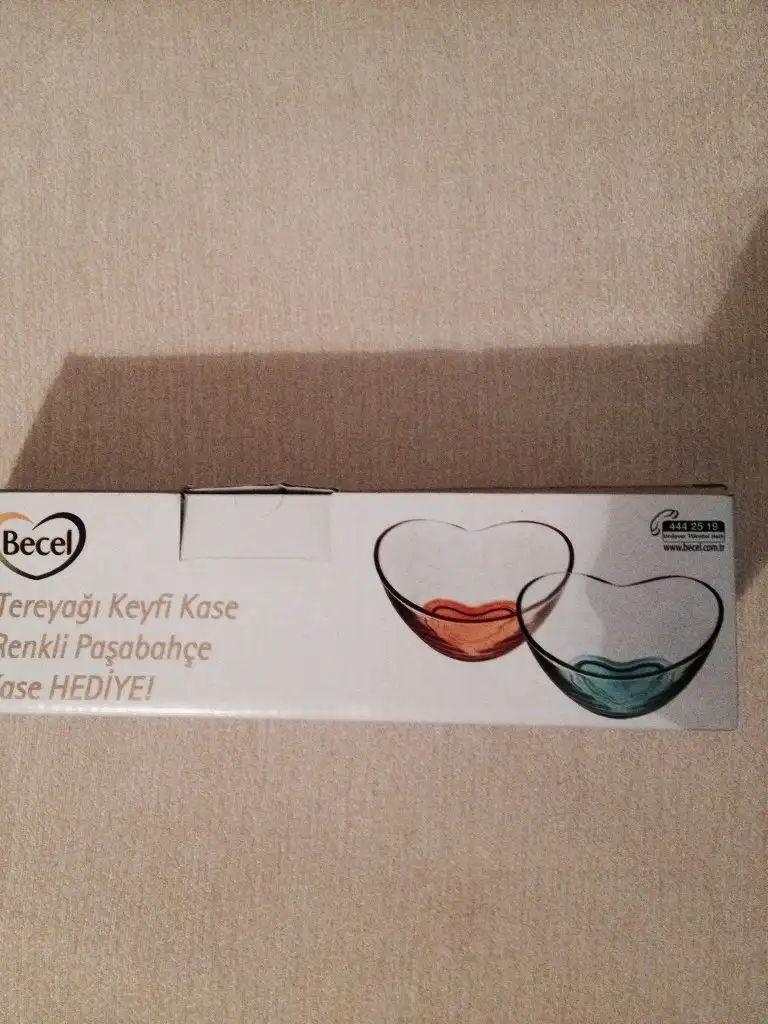 Becel
Tereyağı Keyfi Kase
Renkli Paşabahçe
Kase HEDİYE!
444 25 19
www.becel.com.tr